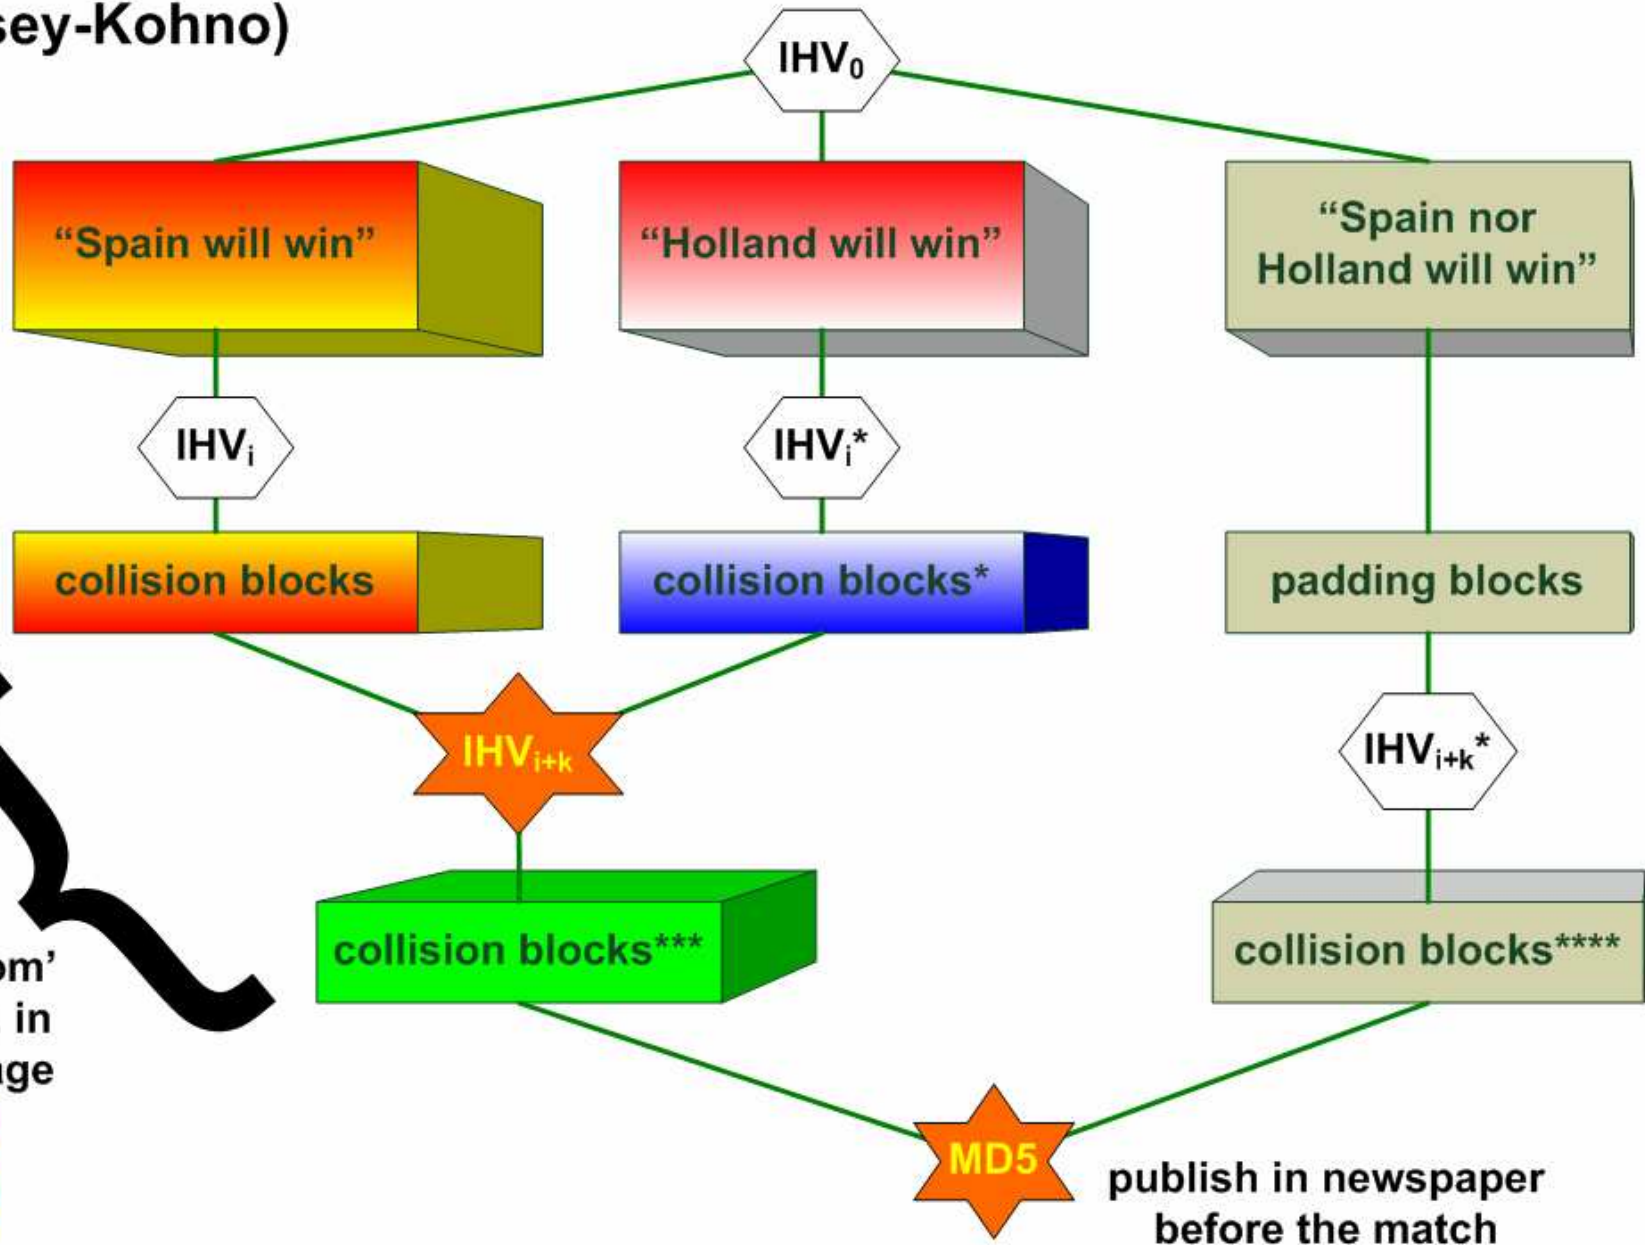 sey-Kohno)
IHV₀
“Spain will win”
“Holland will win”
“Spain nor
Holland will win”
IHVᵢ
IHVᵢ*
collision blocks
collision blocks*
padding blocks
IHVᵢ₊ₖ
IHVᵢ₊ₖ*
collision blocks***
collision blocks****
om’
in
age
MD5
publish in newspaper
before the match